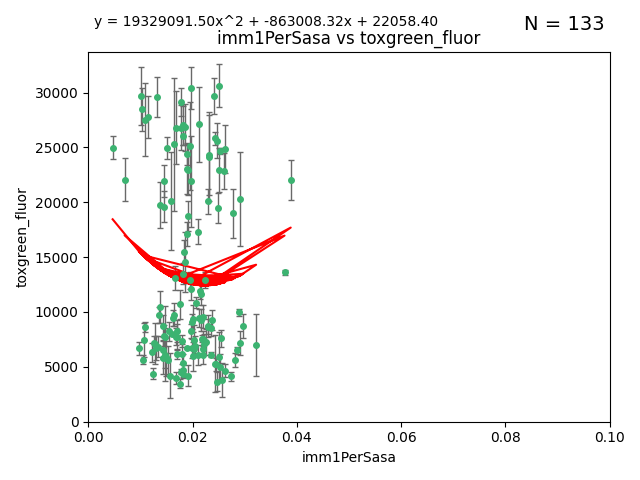 y = 19329091.50x^2 + -863008.32x + 22058.40
N = 133
imm1PerSasa vs toxgreen_fluor
toxgreen_fluor
30000
25000
20000
15000
10000
5000
0
0.00 0.02 0.04 0.06 0.08 0.10
imm1PerSasa